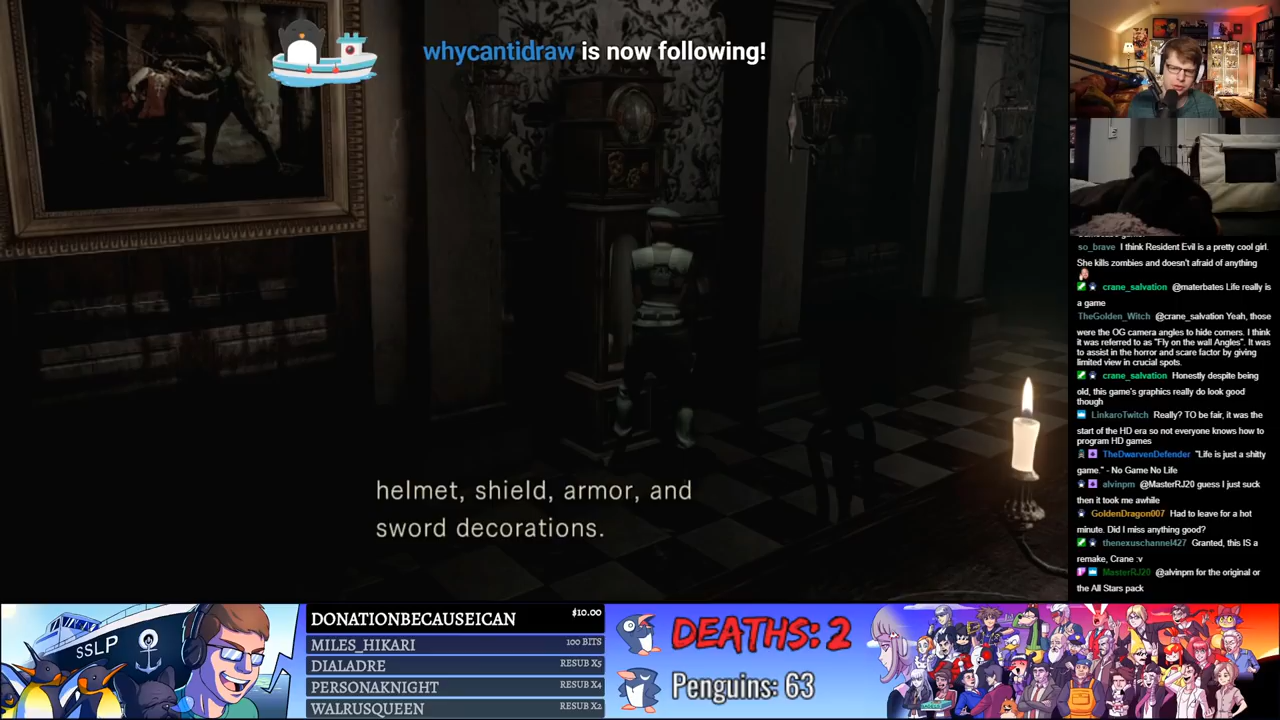 whycantidraw is now following!
helmet, shield, armor, and
sword decorations.
so_brave I think Resident Evil is a pretty cool girl.
She kills zombies and doesn't afraid of anything
crane_salvation @materbates Life really is
a game
TheGolden_Witch @crane_salvation Yeah, those
were the OG camera angles to hide corners. I think
it was referred to as "Fly on the wall Angles". It was
to assist in the horror and scare factor by giving
limited view in crucial spots.
crane_salvation Honestly despite being
old, this game's graphics really do look good
though
LinkaroTwitch Really? TO be fair, it was the
start of the HD era so not everyone knows how to
program HD games
TheDwarvenDefender "Life is just a shitty
game." - No Game No Life
alvinpm @MasterRJ20 guess I just suck
then it took me awhile
GoldenDragon007 Had to leave for a hot
minute. Did I miss anything good?
thenexuschannel427 Granted, this IS a
remake, Crane :v
MasterRJ20 @alvinpm for the original or
the All Stars pack
SSLP
DONATIONBECAUSEICAN $10.00
MILES_HIKARI 100 BITS
DIALADRE RESUB X5
PERSONAKNIGHT RESUB X4
WALRUSQUEEN RESUB X2
DEATHS: 2
Penguins: 63